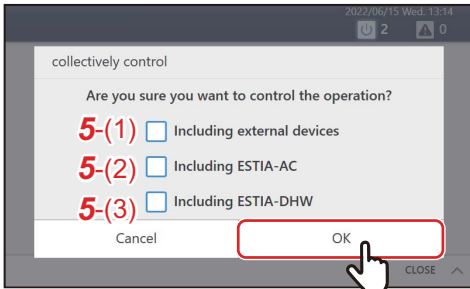 2022/06/15 Wed. 13:14
2 0
collectively control
Are you sure you want to control the operation?
5-(1) Including external devices
5-(2) Including ESTIA-AC
5-(3) Including ESTIA-DHW
Cancel OK
CLOSE